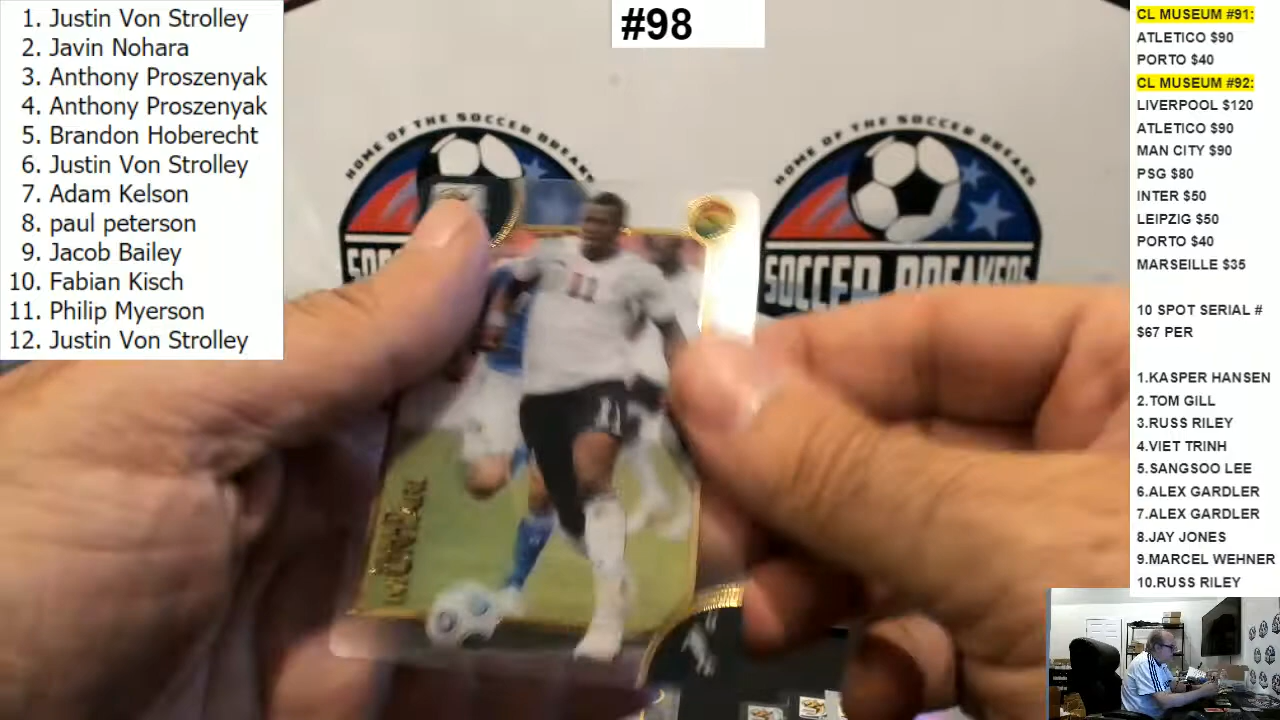 1. Justin Von Strolley
2. Javin Nohara
3. Anthony Proszenyak
4. Anthony Proszenyak
5. Brandon Hoberecht
6. Justin Von Strolley
7. Adam Kelson
8. paul peterson
9. Jacob Bailey
10. Fabian Kisch
11. Philip Myerson
12. Justin Von Strolley
#98
HOME OF THE SOCCER BREAKS
HOME OF THE SOCCER BREAKS
SOCCER BREAKERS
11
11
CL MUSEUM #91:
ATLETICO $90
PORTO $40
CL MUSEUM #92:
LIVERPOOL $120
ATLETICO $90
MAN CITY $90
PSG $80
INTER $50
LEIPZIG $50
PORTO $40
MARSEILLE $35
10 SPOT SERIAL #
$67 PER
1.KASPER HANSEN
2.TOM GILL
3.RUSS RILEY
4.VIET TRINH
5.SANGSOO LEE
6.ALEX GARDLER
7.ALEX GARDLER
8.JAY JONES
9.MARCEL WEHNER
10.RUSS RILEY